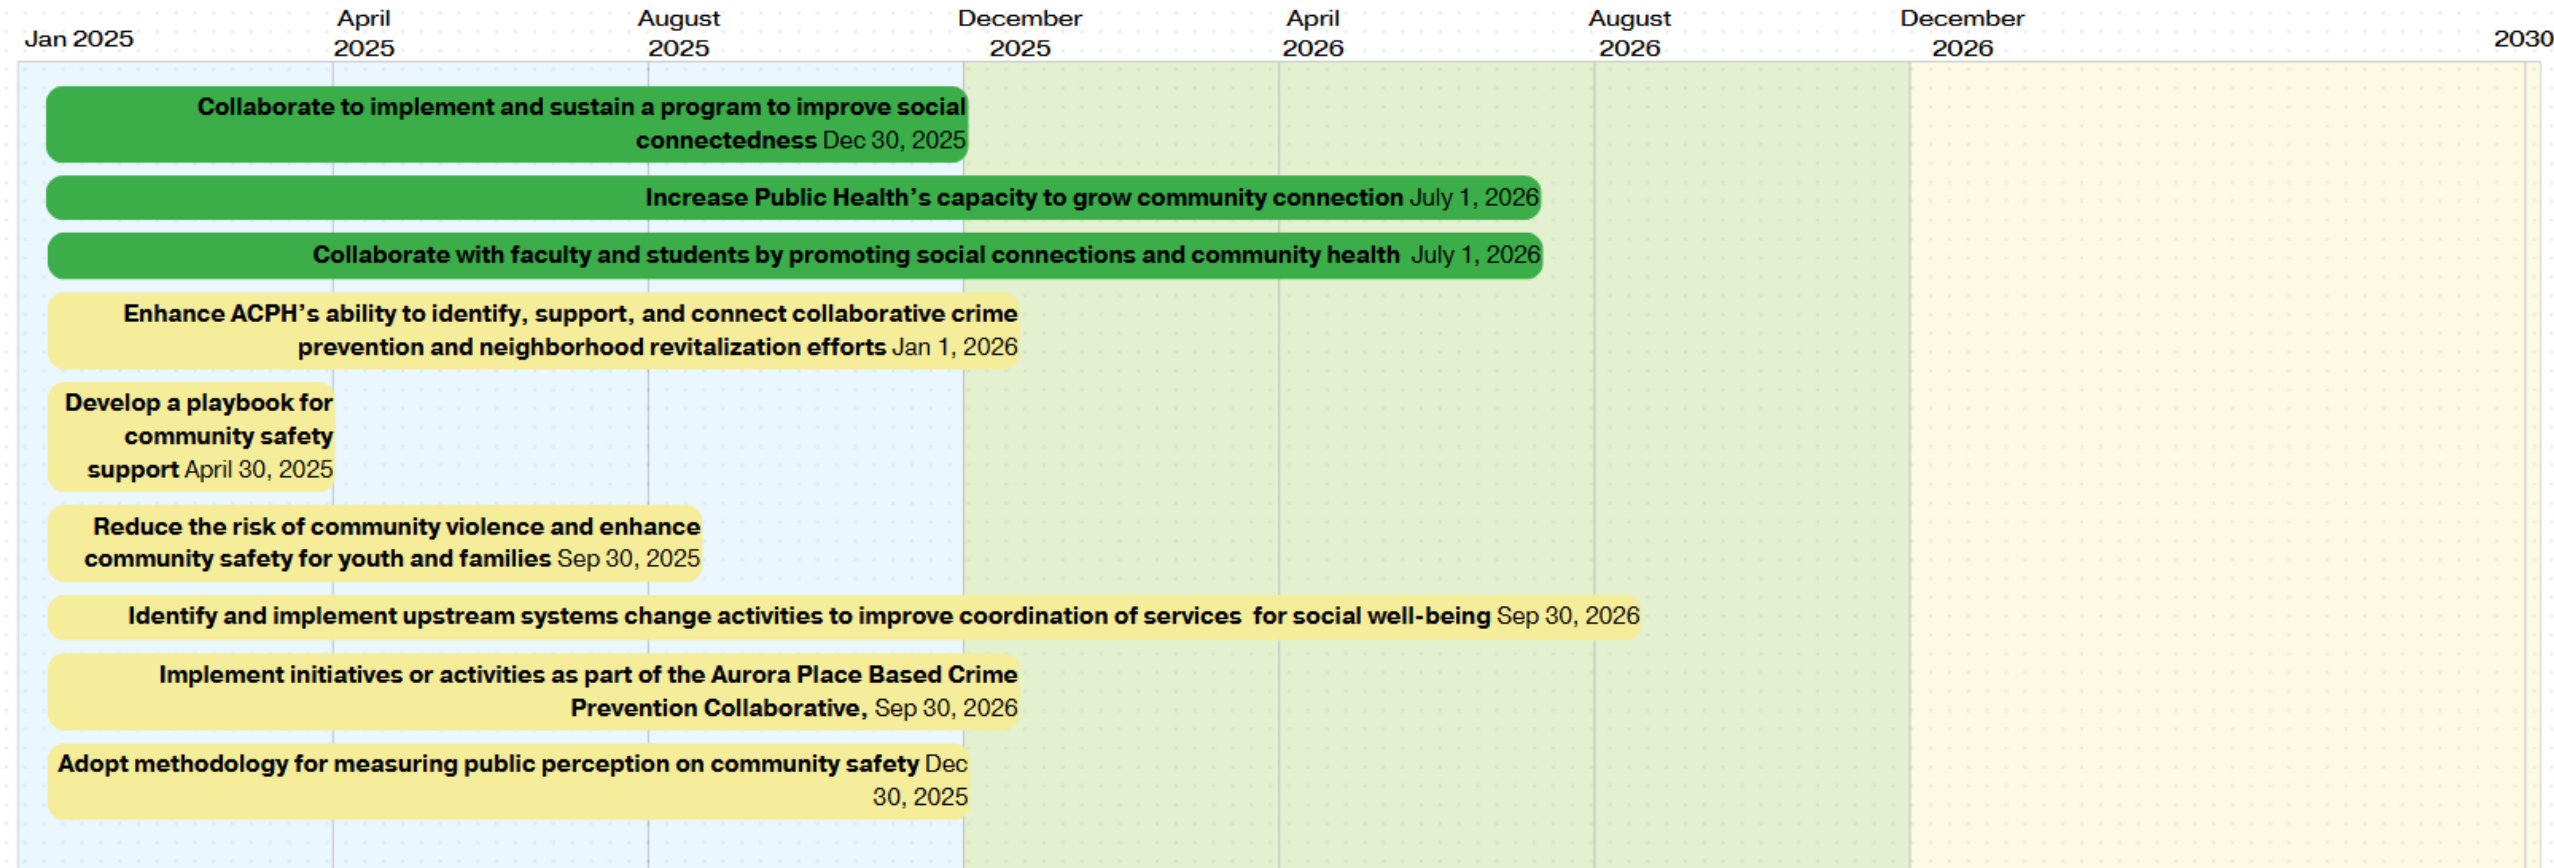 Jan 2025
April
2025
August
2025
December
2025
April
2026
August
2026
December
2026
2030
Collaborate to implement and sustain a program to improve social
connectedness Dec 30, 2025
Increase Public Health’s capacity to grow community connection July 1, 2026
Collaborate with faculty and students by promoting social connections and community health  July 1, 2026
Enhance ACPH’s ability to identify, support, and connect collaborative crime
prevention and neighborhood revitalization efforts Jan 1, 2026
Develop a playbook for
community safety
support April 30, 2025
Reduce the risk of community violence and enhance
community safety for youth and families Sep 30, 2025
Identify and implement upstream systems change activities to improve coordination of services  for social well-being Sep 30, 2026
Implement initiatives or activities as part of the Aurora Place Based Crime
Prevention Collaborative, Sep 30, 2026
Adopt methodology for measuring public perception on community safety Dec
30, 2025